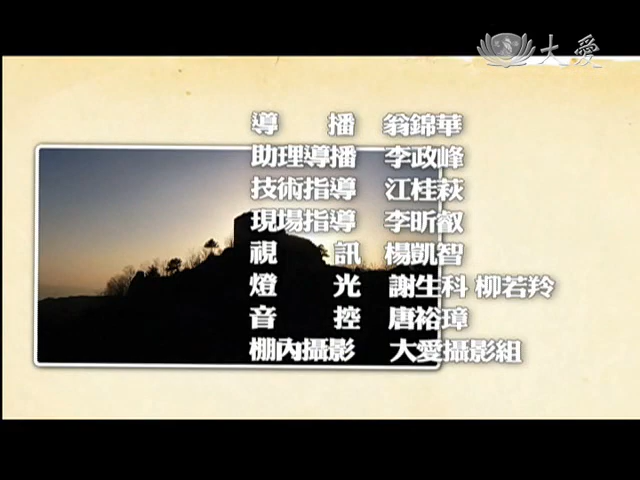 大愛
導播 翁錦華
助理導播 李政峰
技術指導 江桂萩
現場指導 李昕叡
視訊 楊凱智
燈光 謝生科 柳若羚
音控 唐裕璋
棚內攝影 大愛攝影組